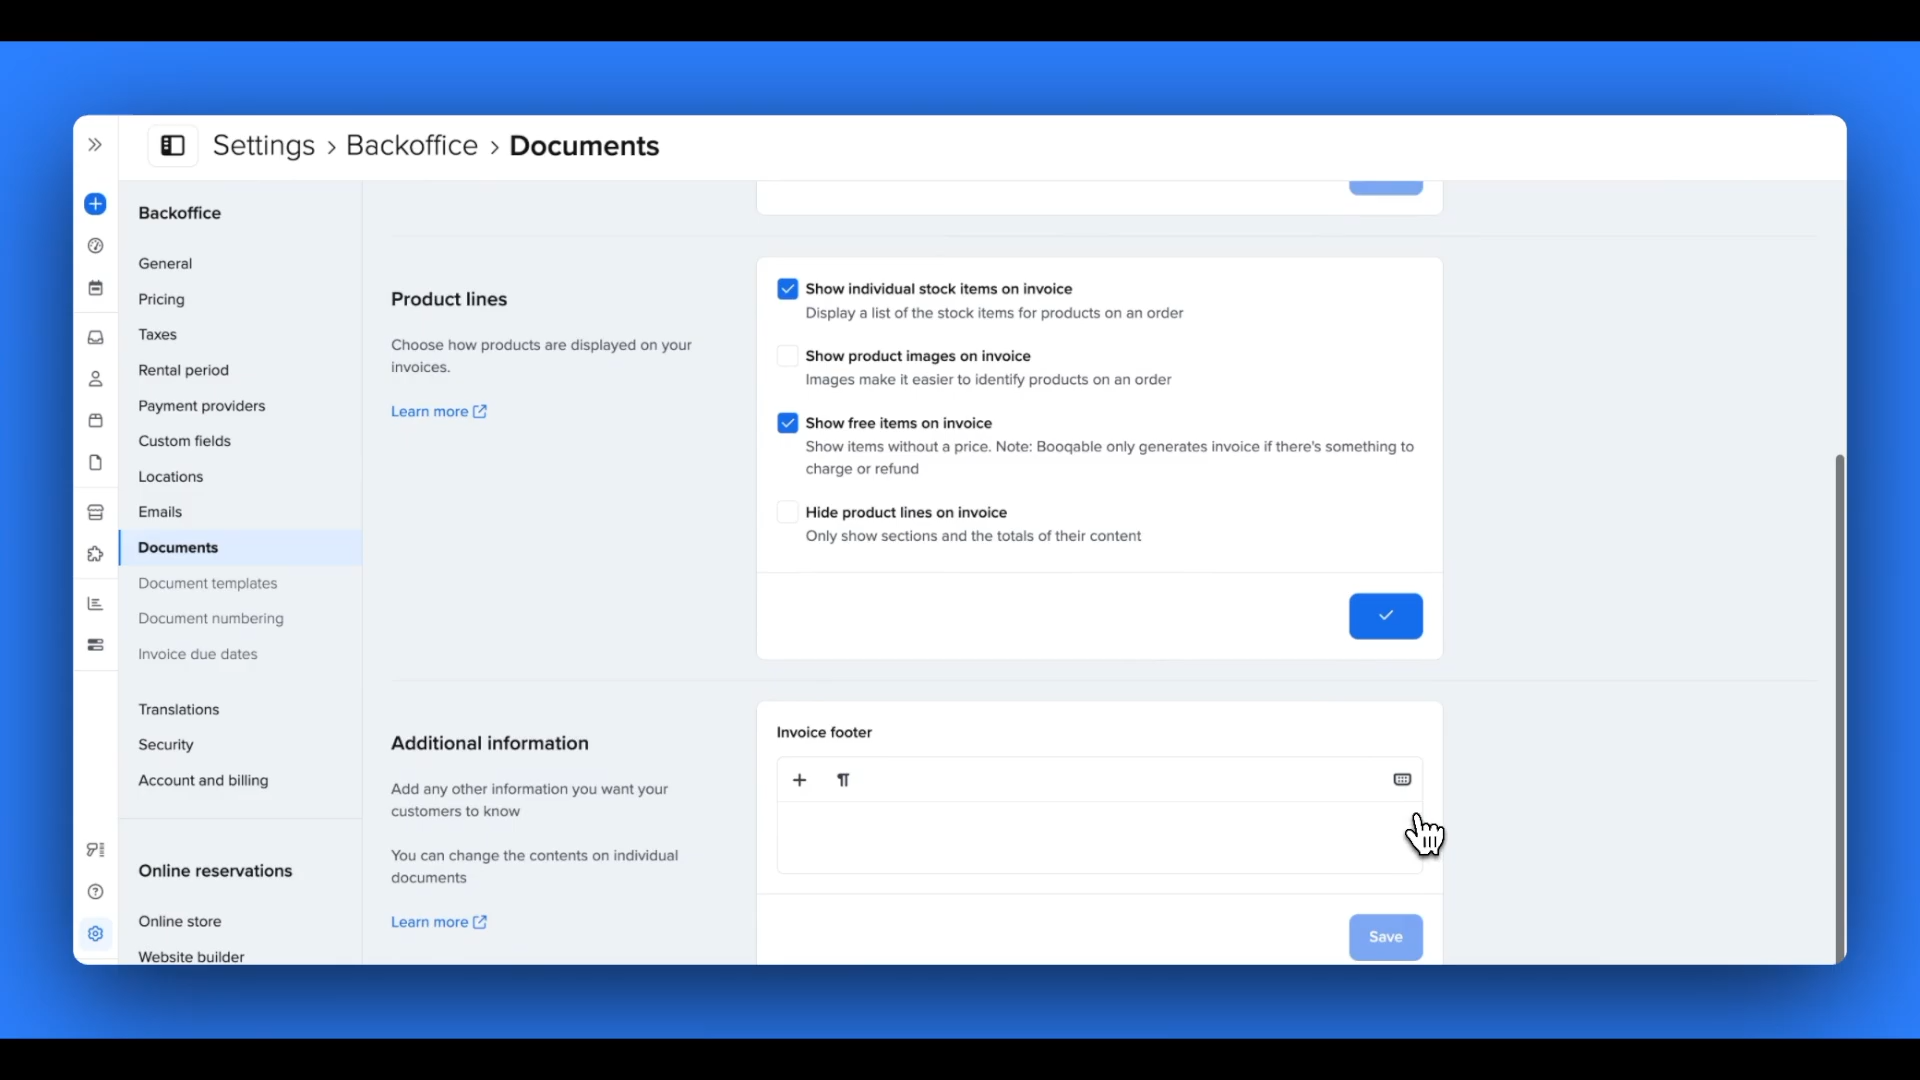 Settings › Backoffice › Documents
Backoffice
General
Pricing
Taxes
Rental period
Payment providers
Custom fields
Locations
Emails
Documents
Document templates
Document numbering
Invoice due dates
Translations
Security
Account and billing
Online reservations
Online store
Website builder
Product lines
Choose how products are displayed on your
invoices.
Learn more
Show individual stock items on invoice
Display a list of the stock items for products on an order
Show product images on invoice
Images make it easier to identify products on an order
Show free items on invoice
Show items without a price. Note: Booqable only generates invoice if there's something to
charge or refund
Hide product lines on invoice
Only show sections and the totals of their content
Additional information
Add any other information you want your
customers to know
You can change the contents on individual
documents
Learn more
Invoice footer
Save